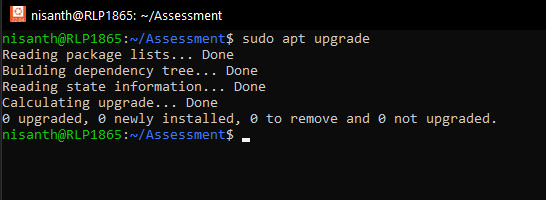 nisanth@RLP1865: ~/Assessment
nisanth@RLP1865:~/Assessment$ sudo apt upgrade
Reading package lists... Done
Building dependency tree... Done
Reading state information... Done
Calculating upgrade... Done
0 upgraded, 0 newly installed, 0 to remove and 0 not upgraded.
nisanth@RLP1865:~/Assessment$